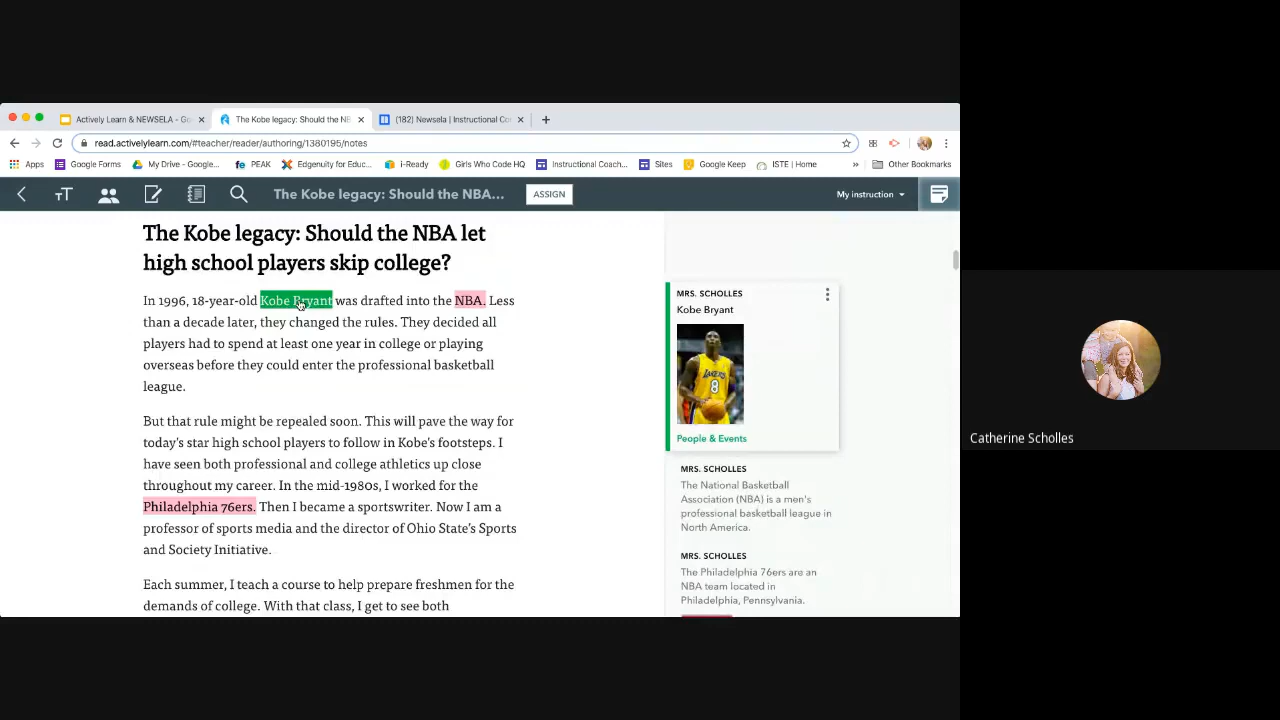 Actively Learn & NEWSELA - Go
The Kobe legacy: Should the NB
(182) Newsela | Instructional Co
read.activelylearn.com/#teacher/reader/authoring/1380195/notes
Apps
Google Forms
My Drive - Google...
PEAK
Edgenuity for Educ...
i-Ready
Girls Who Code HQ
Instructional Coach...
Sites
Google Keep
ISTE | Home
»
Other Bookmarks
The Kobe legacy: Should the NBA...
ASSIGN
My instruction
The Kobe legacy: Should the NBA let
high school players skip college?
In 1996, 18-year-old Kobe Bryant was drafted into the NBA. Less
than a decade later, they changed the rules. They decided all
players had to spend at least one year in college or playing
overseas before they could enter the professional basketball
league.
But that rule might be repealed soon. This will pave the way for
today's star high school players to follow in Kobe's footsteps. I
have seen both professional and college athletics up close
throughout my career. In the mid-1980s, I worked for the
Philadelphia 76ers. Then I became a sportswriter. Now I am a
professor of sports media and the director of Ohio State's Sports
and Society Initiative.
Each summer, I teach a course to help prepare freshmen for the
demands of college. With that class, I get to see both
MRS. SCHOLLES
Kobe Bryant
LAKERS
8
People & Events
MRS. SCHOLLES
The National Basketball
Association (NBA) is a men's
professional basketball league in
North America.
MRS. SCHOLLES
The Philadelphia 76ers are an
NBA team located in
Philadelphia, Pennsylvania.
Catherine Scholles